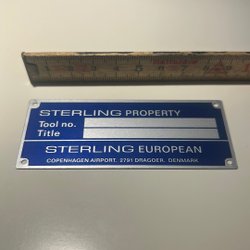 STERLING PROPERTY
Tool no.
Title
STERLING EUROPEAN
COPENHAGEN AIRPORT, 2791 DRAGOER, DENMARK